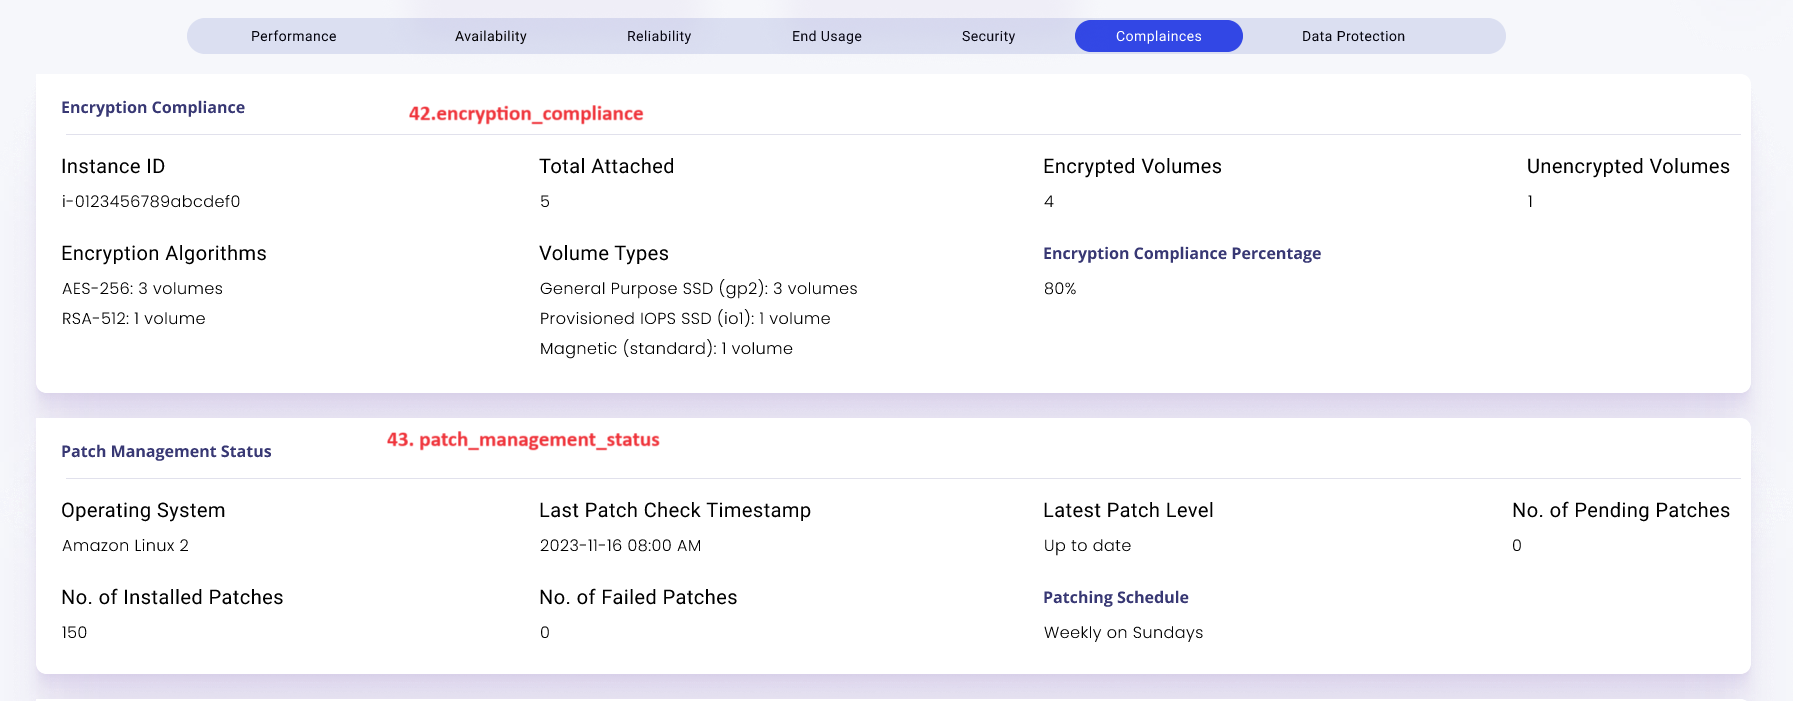 Performance Availability Reliability End Usage Security Complainces Data Protection
Encryption Compliance
42.encryption_compliance
Instance ID Total Attached Encrypted Volumes Unencrypted Volumes
i-0123456789abcdef0 5 4 1
Encryption Algorithms Volume Types Encryption Compliance Percentage
AES-256: 3 volumes General Purpose SSD (gp2): 3 volumes 80%
RSA-512: 1 volume Provisioned IOPS SSD (io1): 1 volume
Magnetic (standard): 1 volume
43. patch_management_status
Patch Management Status
Operating System Last Patch Check Timestamp Latest Patch Level No. of Pending Patches
Amazon Linux 2 2023-11-16 08:00 AM Up to date 0
No. of Installed Patches No. of Failed Patches Patching Schedule
150 0 Weekly on Sundays